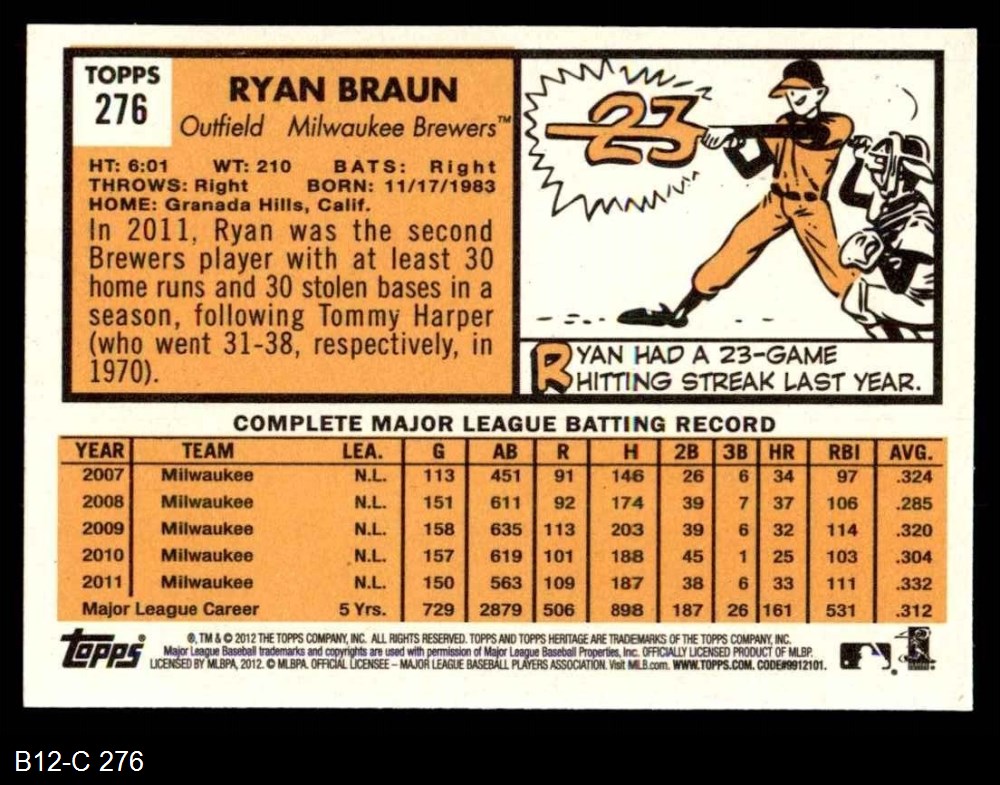 TOPPS
276
RYAN BRAUN
Outfield Milwaukee Brewers™
HT: 6:01 WT: 210 BATS: Right
THROWS: Right BORN: 11/17/1983
HOME: Granada Hills, Calif.
In 2011, Ryan was the second
Brewers player with at least 30
home runs and 30 stolen bases in a
season, following Tommy Harper
(who went 31-38, respectively, in
1970).
23
RYAN HAD A 23-GAME
HITTING STREAK LAST YEAR.
COMPLETE MAJOR LEAGUE BATTING RECORD
YEAR TEAM LEA. G AB R H 2B 3B HR RBI AVG.
2007 Milwaukee N.L. 113 451 91 146 26 6 34 97 .324
2008 Milwaukee N.L. 151 611 92 174 39 7 37 106 .285
2009 Milwaukee N.L. 158 635 113 203 39 6 32 114 .320
2010 Milwaukee N.L. 157 619 101 188 45 1 25 103 .304
2011 Milwaukee N.L. 150 563 109 187 38 6 33 111 .332
Major League Career 5 Yrs. 729 2879 506 898 187 26 161 531 .312
Topps
®, TM & © 2012 THE TOPPS COMPANY, INC. ALL RIGHTS RESERVED. TOPPS AND TOPPS HERITAGE ARE TRADEMARKS OF THE TOPPS COMPANY, INC.
Major League Baseball trademarks and copyrights are used with permission of Major League Baseball Properties, Inc. OFFICIALLY LICENSED PRODUCT OF MLBP.
LICENSED BY MLBPA, 2012. © MLBPA. OFFICIAL LICENSEE – MAJOR LEAGUE BASEBALL PLAYERS ASSOCIATION. Visit MLB.com. WWW.TOPPS.COM. CODE#9912101.
B12-C 276